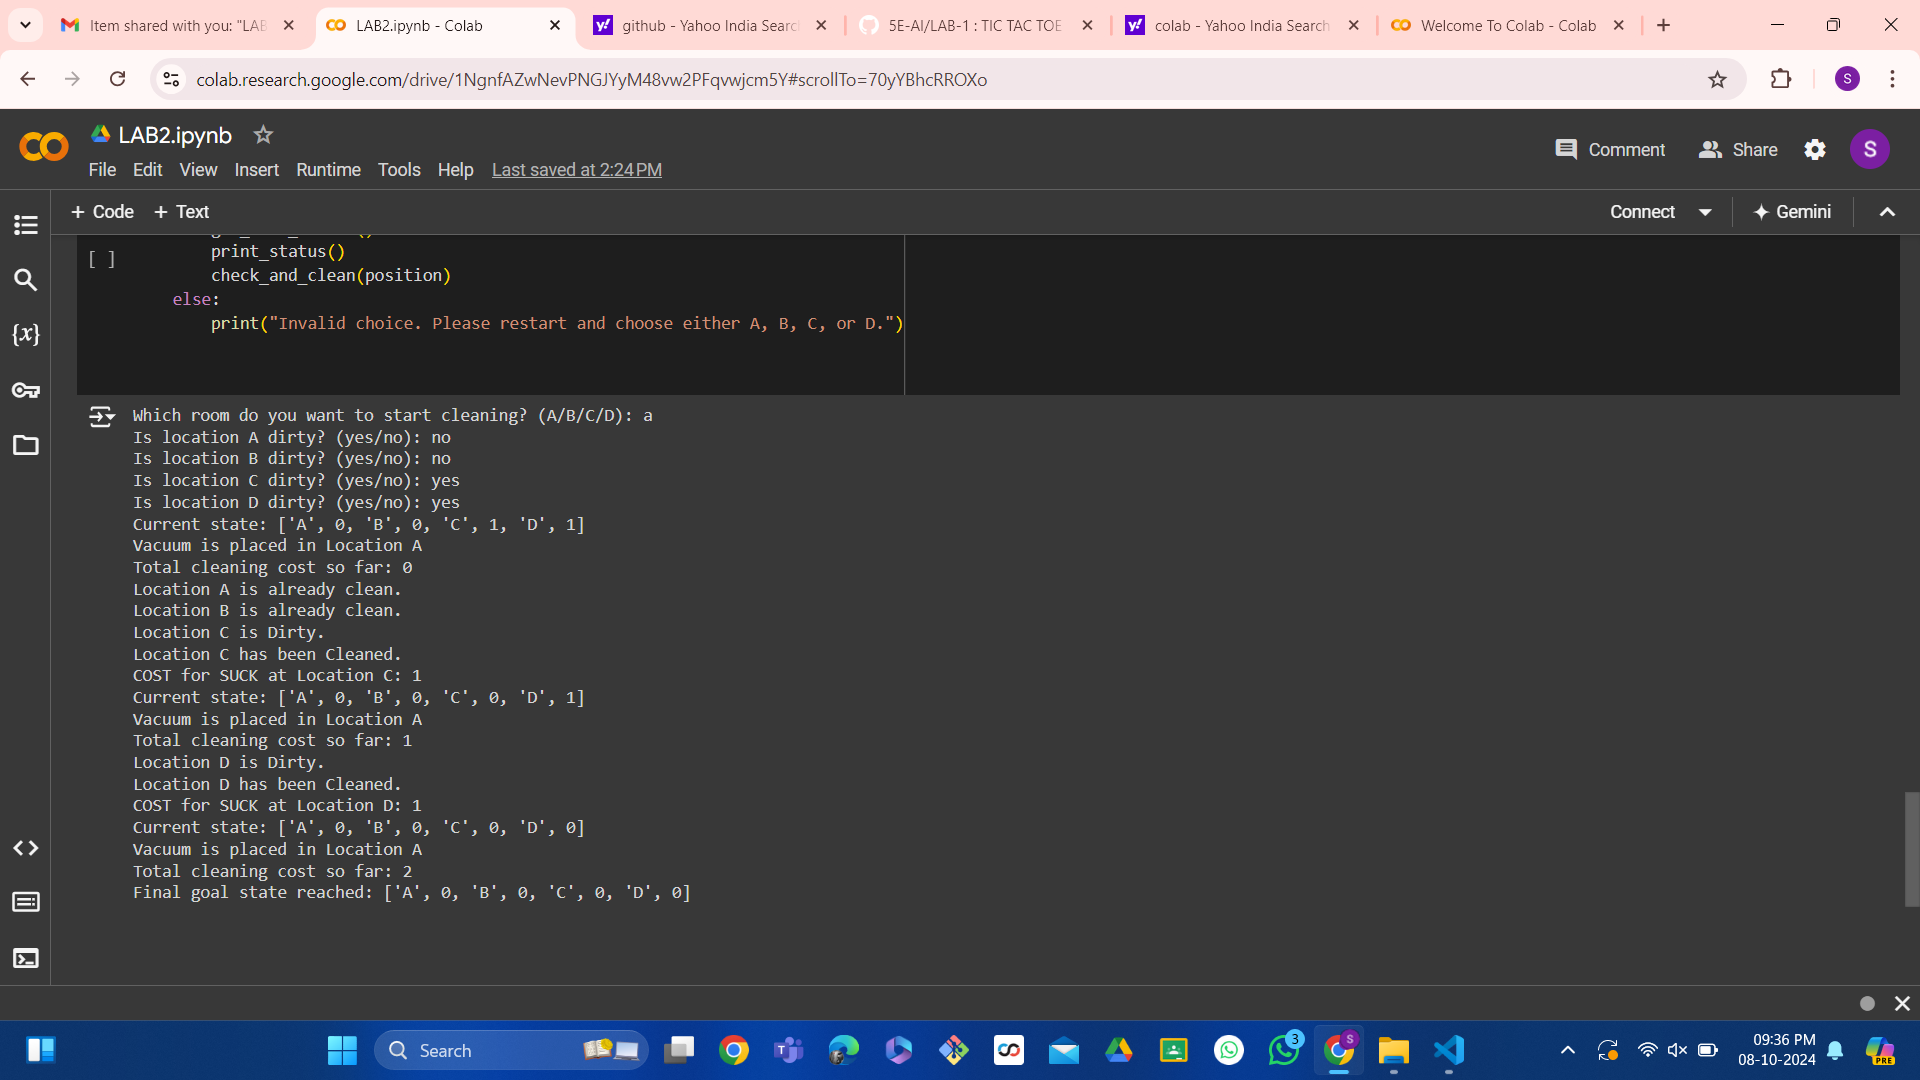 Item shared with you: "LAB
LAB2.ipynb - Colab
github - Yahoo India Searc
5E-AI/LAB-1 : TIC TAC TOE
colab - Yahoo India Search
Welcome To Colab - Colab
colab.research.google.com/drive/1NgnfAZwNevPNGJYyM48vw2PFqvwjcm5Y#scrollTo=70yYBhcRROXo
S
LAB2.ipynb
Comment
Share
S
File Edit View Insert Runtime Tools Help Last saved at 2:24 PM
+ Code + Text
Connect
Gemini
[ ]
print_status()
check_and_clean(position)
else:
print("Invalid choice. Please restart and choose either A, B, C, or D.")
Which room do you want to start cleaning? (A/B/C/D): a
Is location A dirty? (yes/no): no
Is location B dirty? (yes/no): no
Is location C dirty? (yes/no): yes
Is location D dirty? (yes/no): yes
Current state: ['A', 0, 'B', 0, 'C', 1, 'D', 1]
Vacuum is placed in Location A
Total cleaning cost so far: 0
Location A is already clean.
Location B is already clean.
Location C is Dirty.
Location C has been Cleaned.
COST for SUCK at Location C: 1
Current state: ['A', 0, 'B', 0, 'C', 0, 'D', 1]
Vacuum is placed in Location A
Total cleaning cost so far: 1
Location D is Dirty.
Location D has been Cleaned.
COST for SUCK at Location D: 1
Current state: ['A', 0, 'B', 0, 'C', 0, 'D', 0]
Vacuum is placed in Location A
Total cleaning cost so far: 2
Final goal state reached: ['A', 0, 'B', 0, 'C', 0, 'D', 0]
Search
3
S
09:36 PM
08-10-2024
PRE